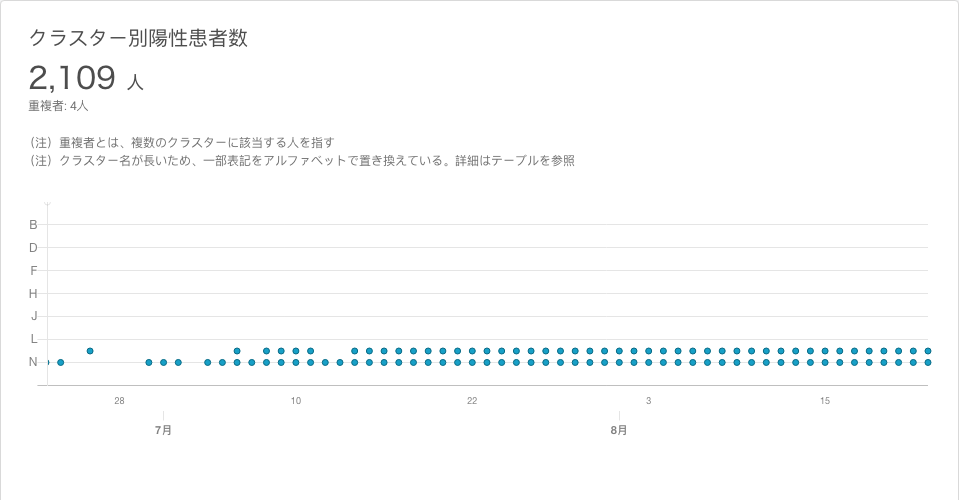 クラスター別陽性患者数
2,109 人
重複者: 4人
（注）重複者とは、複数のクラスターに該当する人を指す
（注）クラスター名が長いため、一部表記をアルファベットで置き換えている。詳細はテーブルを参照
B
D
F
H
J
L
N
28 10 22 3 15
7月 8月